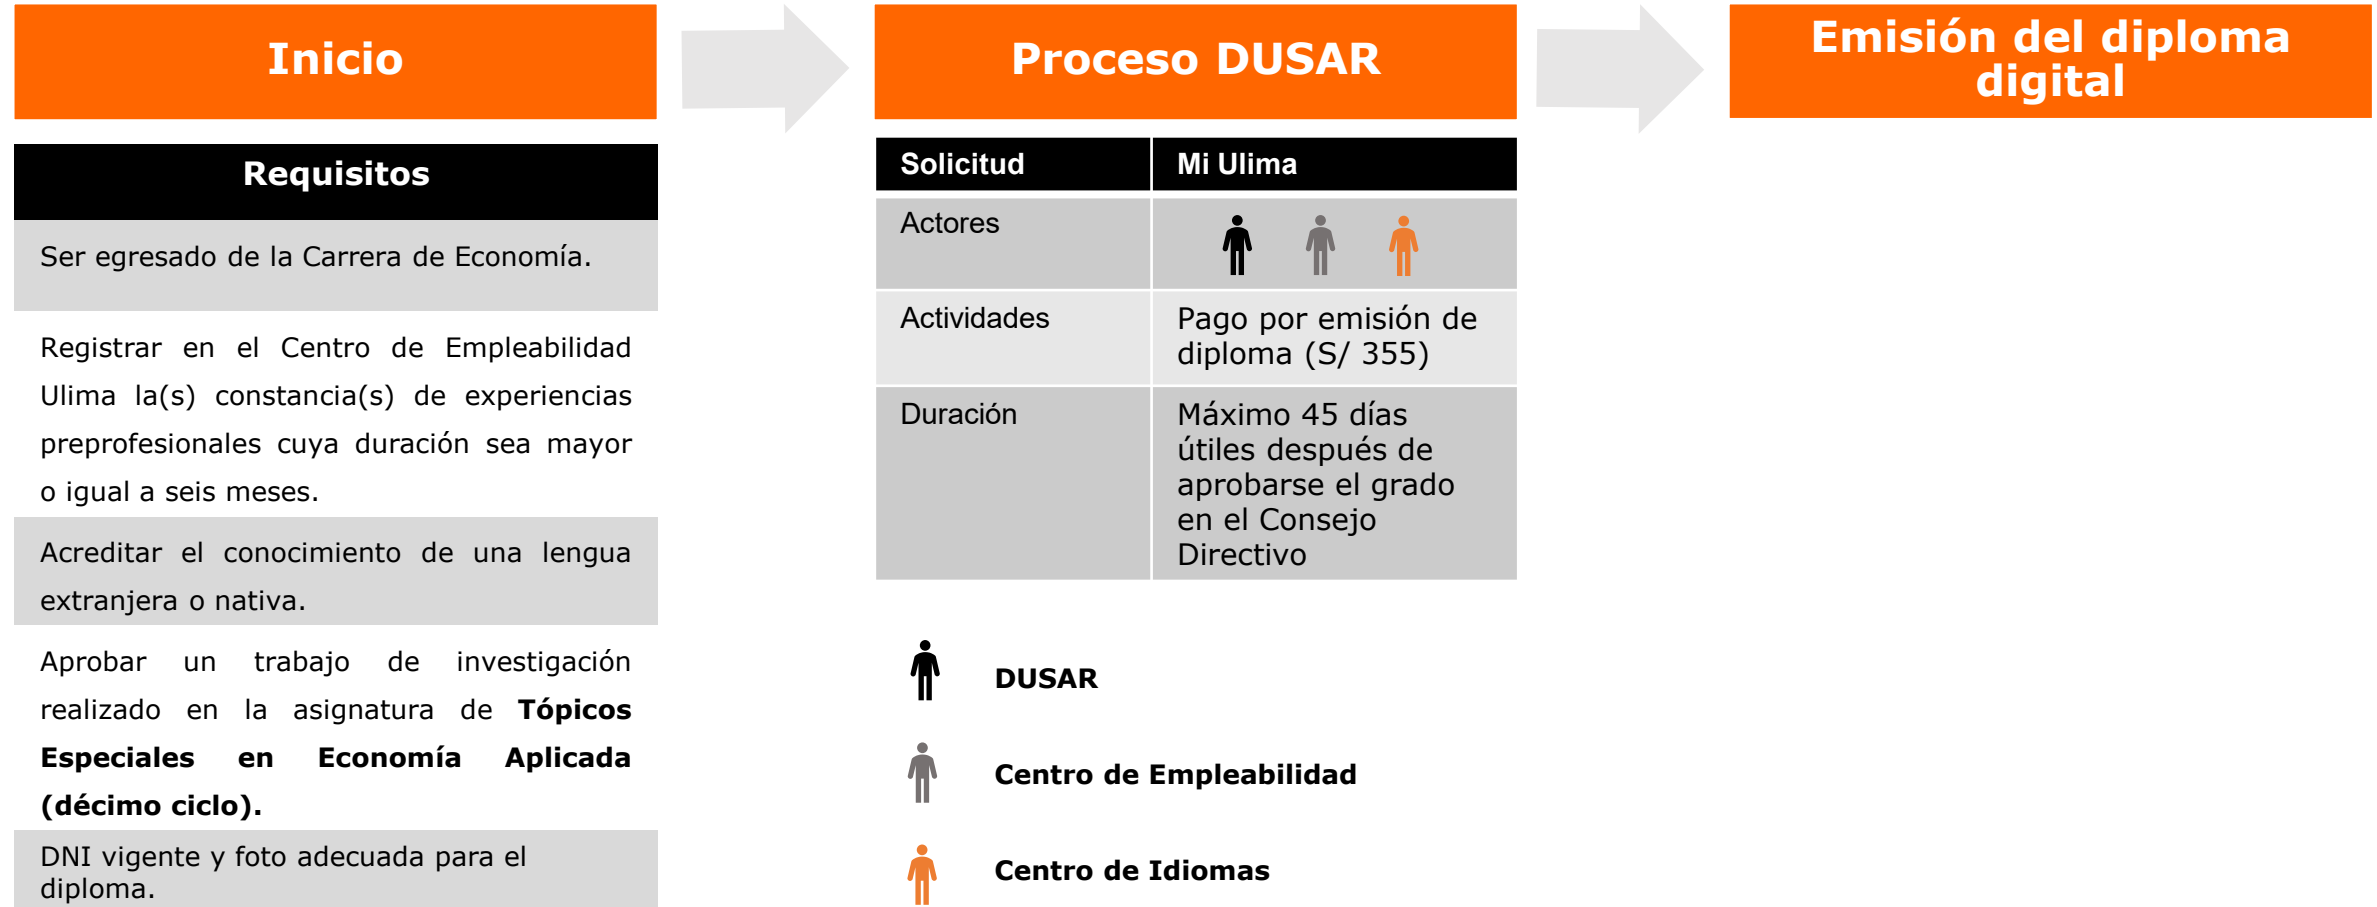 Inicio
Requisitos
Ser egresado de la Carrera de Economía.
Registrar en el Centro de Empleabilidad
Ulima la(s) constancia(s) de experiencias
preprofesionales cuya duración sea mayor
o igual a seis meses.
Acreditar el conocimiento de una lengua
extranjera o nativa.
Aprobar un trabajo de investigación
realizado en la asignatura de Tópicos
Especiales en Economía Aplicada
(décimo ciclo).
DNI vigente y foto adecuada para el
diploma.
Proceso DUSAR
Solicitud
Mi Ulima
Actores
Actividades
Pago por emisión de
diploma (S/ 355)
Duración
Máximo 45 días
útiles después de
aprobarse el grado
en el Consejo
Directivo
DUSAR
Centro de Empleabilidad
Centro de Idiomas
Emisión del diploma
digital